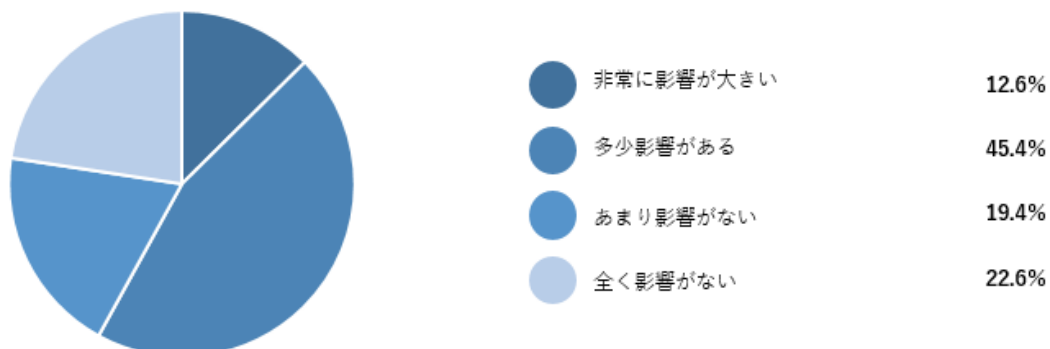 非常に影響が大きい 12.6%
多少影響がある 45.4%
あまり影響がない 19.4%
全く影響がない 22.6%